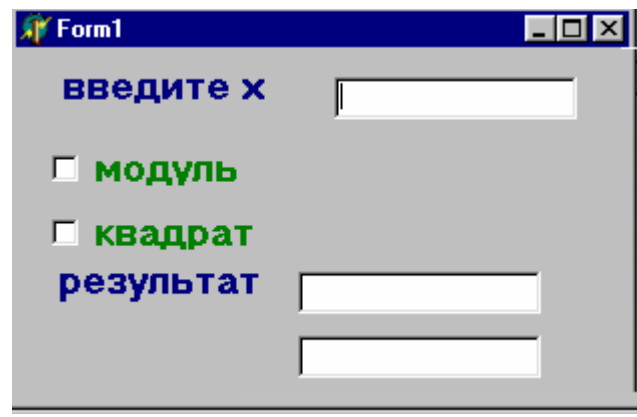 Form1
введите х
модуль
квадрат
результат